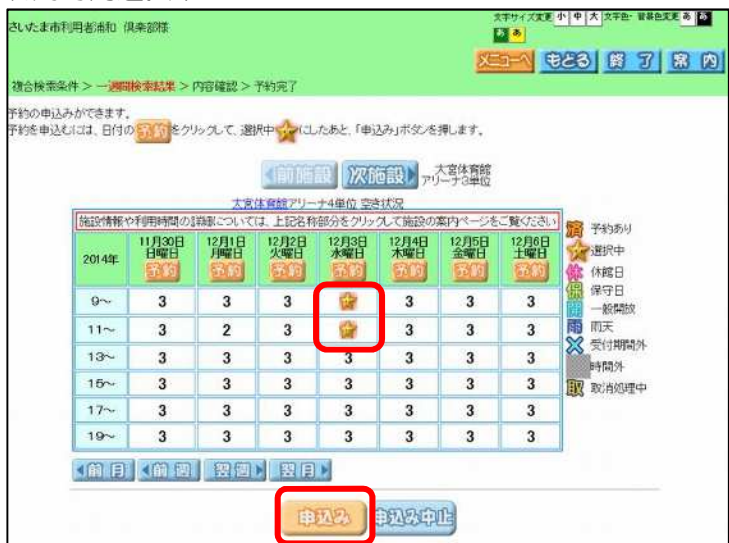 さいたま市利用者浦和 倶楽部様
文字サイズ変更 小 中 大 文字色・背景色変更 あ あ
あ あ
メニューへ もどる 終了 案内
複合検索条件 > 一週間検索結果 > 内容確認 > 予約完了
予約の申込みができます。
予約を申込むには、日付の 予約 をクリックして、選択中 にしたあと、「申込み」ボタンを押します。
前施設 次施設 大宮体育館
アリーナ3単位
大宮体育館アリーナ4単位 空き状況
施設情報や利用時間の詳細については、上記名称部分をクリックして施設の案内ページをご覧ください
2014年 11月30日 12月1日 12月2日 12月3日 12月4日 12月5日 12月6日
日曜日 月曜日 火曜日 水曜日 木曜日 金曜日 土曜日
予約 予約 予約 予約 予約 予約 予約
9~ 3 3 3 3 3 3
11~ 3 2 3 3 3 3
13~ 3 3 3 3 3 3 3
15~ 3 3 3 3 3 3 3
17~ 3 3 3 3 3 3 3
19~ 3 3 3 3 3 3 3
済 予約あり
選択中
休 休館日
保 保守日
開 一般開放
雨 雨天
受付期間外
時間外
取 取消処理中
前月 前週 翌週 翌月
申込み 申込み中止